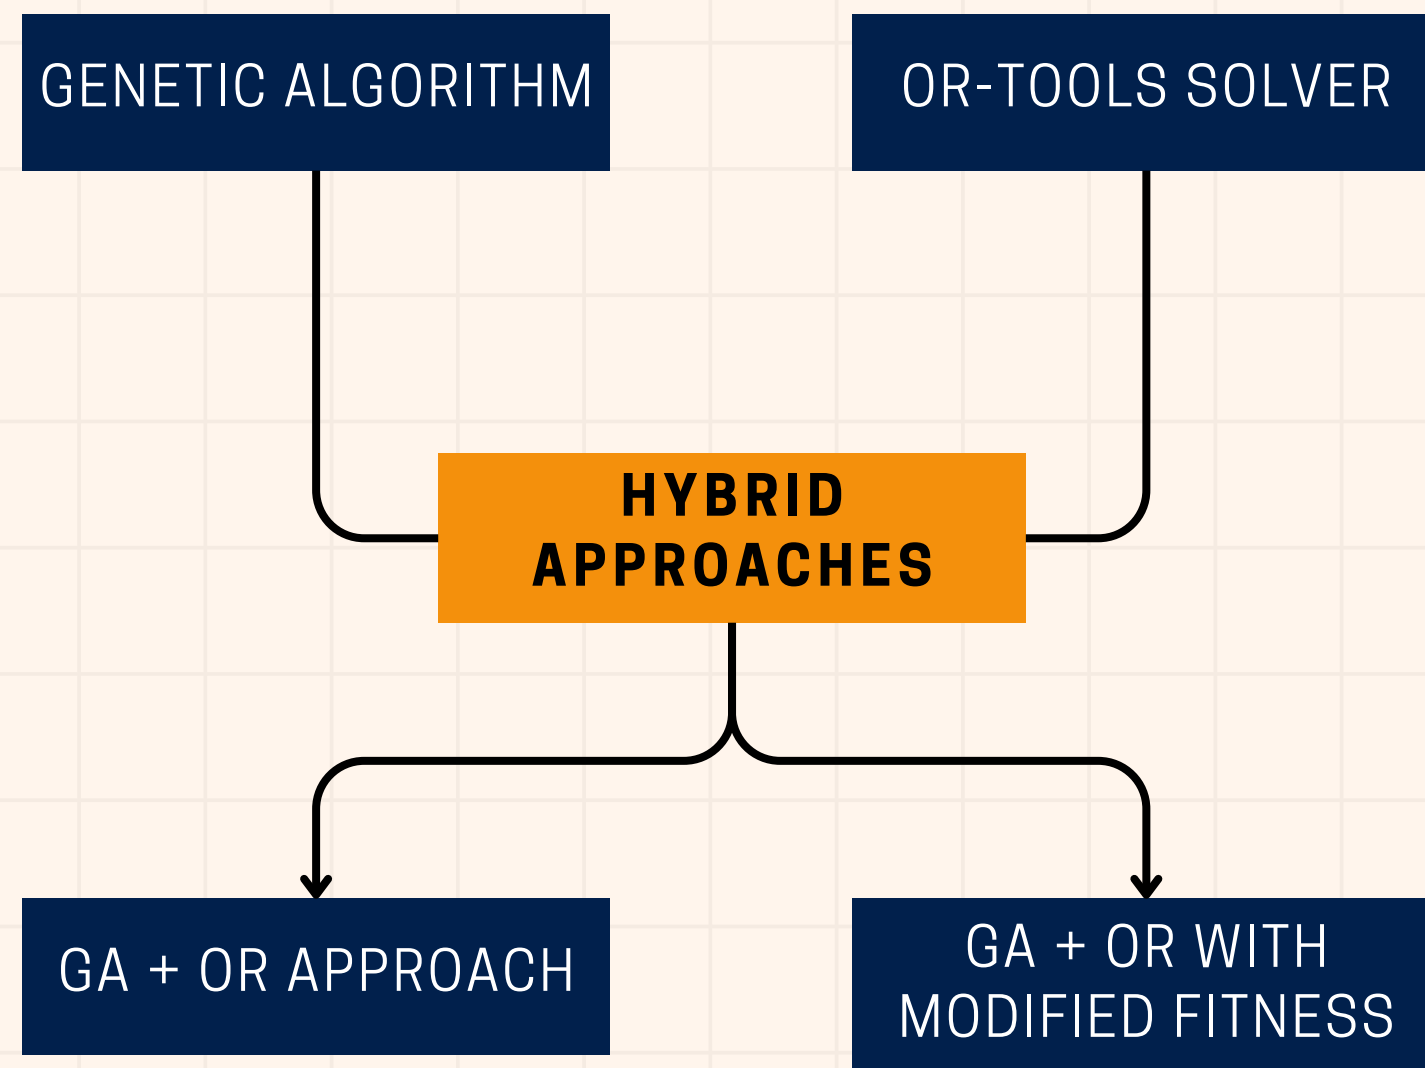 GENETIC ALGORITHM
OR-TOOLS SOLVER
HYBRID
APPROACHES
GA + OR APPROACH
GA + OR WITH
MODIFIED FITNESS